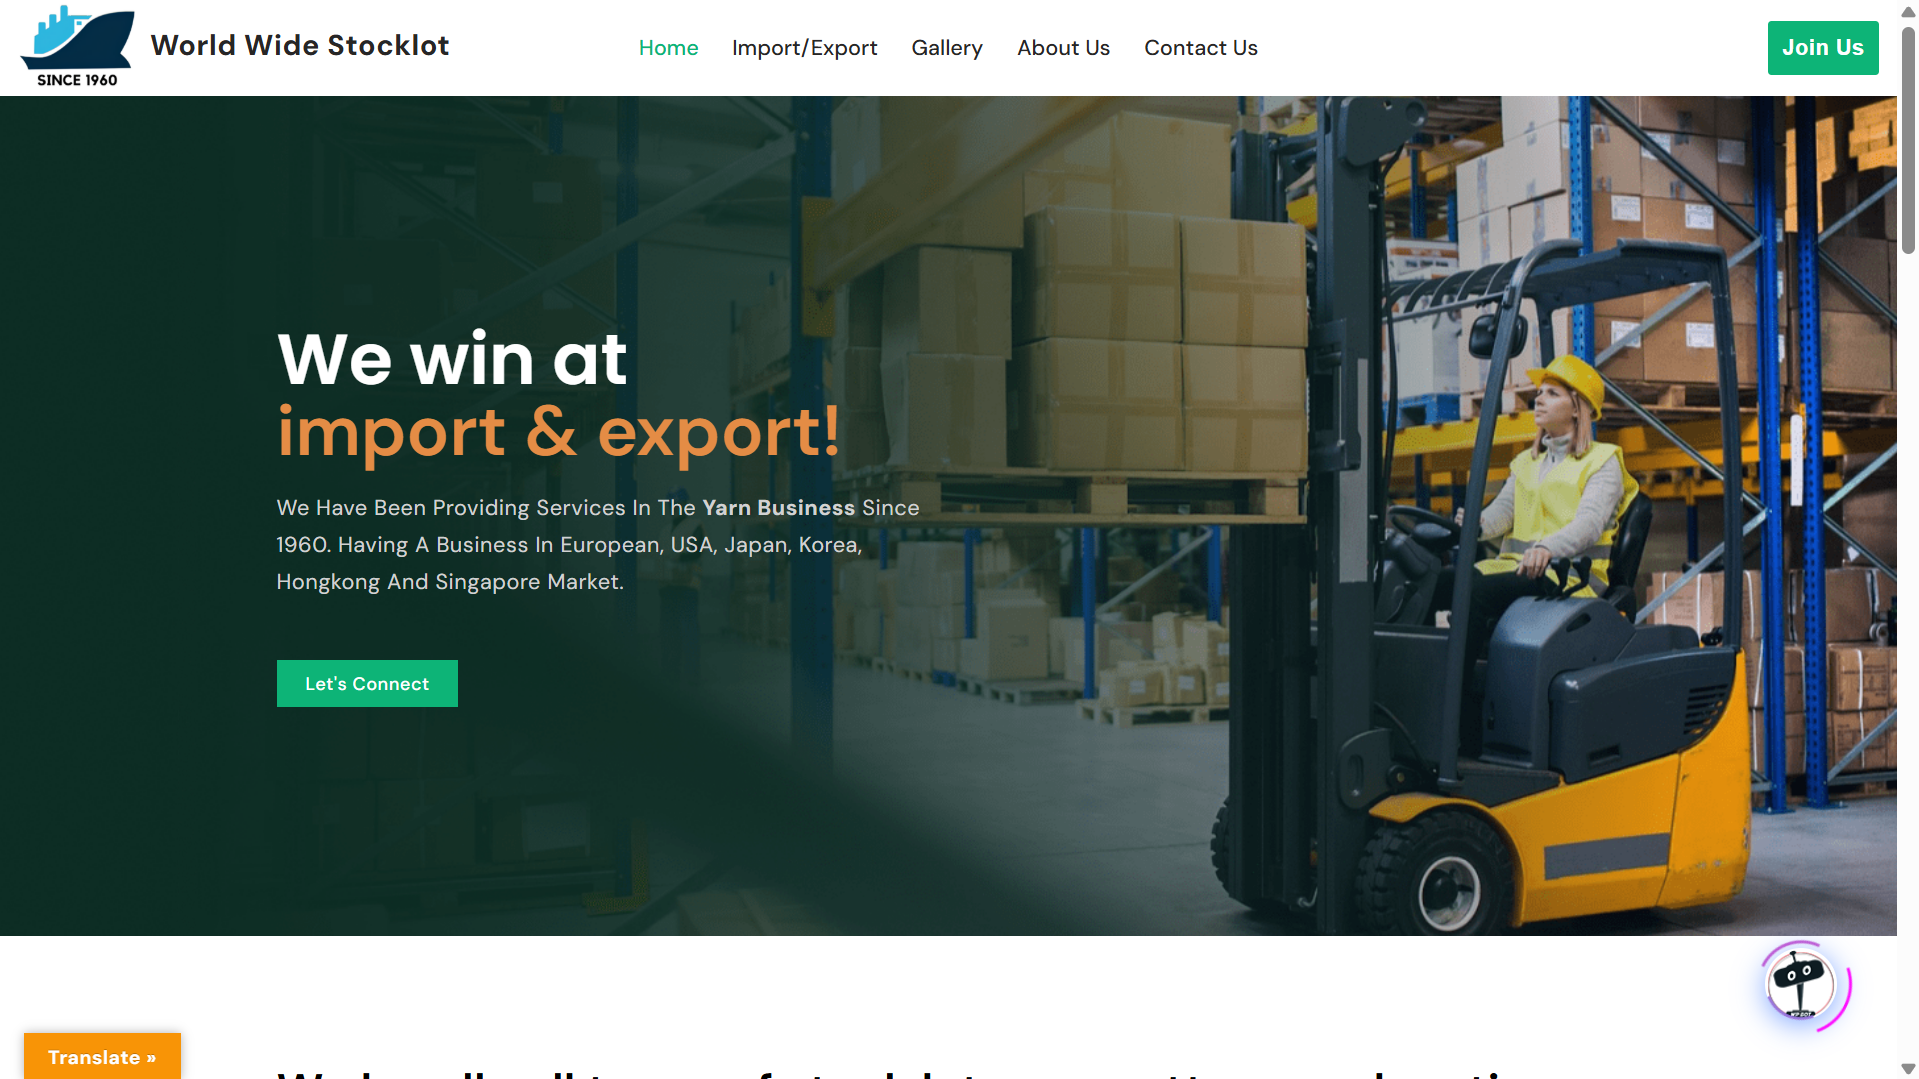 SINCE 1960
World Wide Stocklot
Home
Import/Export
Gallery
About Us
Contact Us
Join Us
We win at
import & export!
We Have Been Providing Services In The Yarn Business Since
1960. Having A Business In European, USA, Japan, Korea,
Hongkong And Singapore Market.
Let's Connect
Translate »